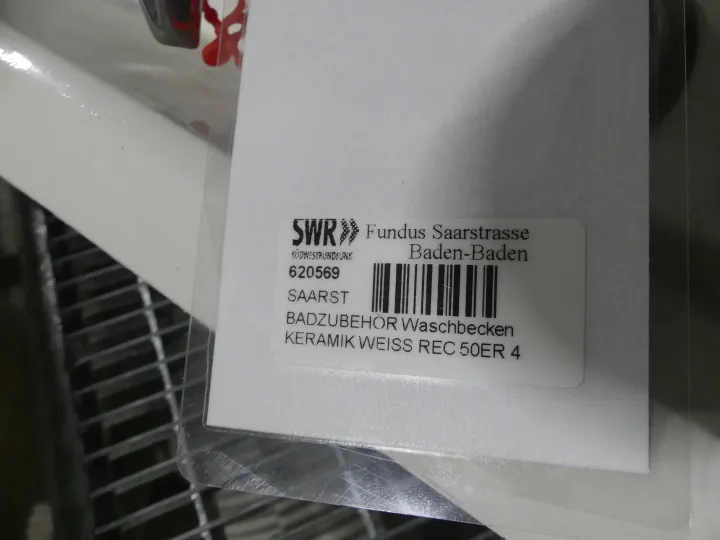 SWR» Fundus Saarstrasse
SÜDWESTRUNDFUNK Baden-Baden
620569
SAARST
BADZUBEHÖR Waschbecken
KERAMIK WEISS REC 50ER 4